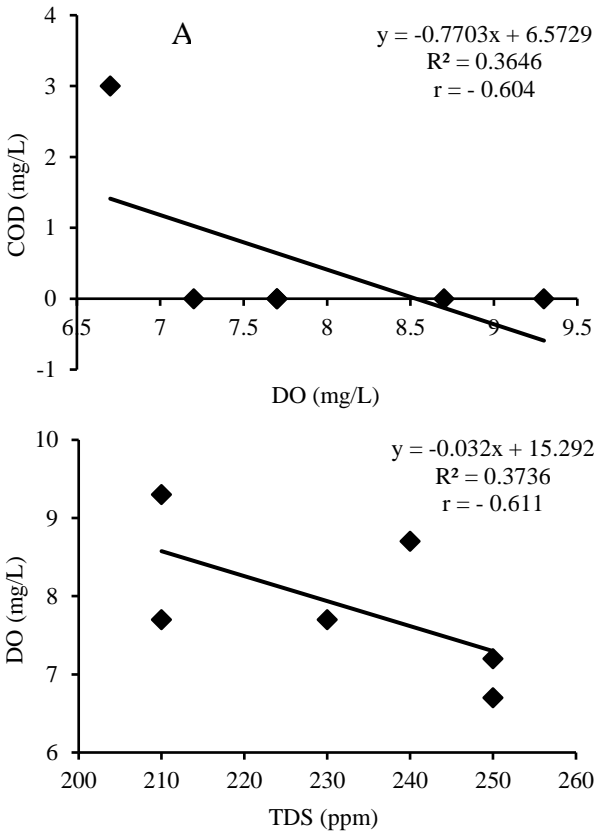 A
y = -0.7703x + 6.5729
R² = 0.3646
r = - 0.604
COD (mg/L)
4
3
2
1
0
-1
6.5 7 7.5 8 8.5 9 9.5
DO (mg/L)
y = -0.032x + 15.292
R² = 0.3736
r = - 0.611
DO (mg/L)
10
9
8
7
6
200 210 220 230 240 250 260
TDS (ppm)